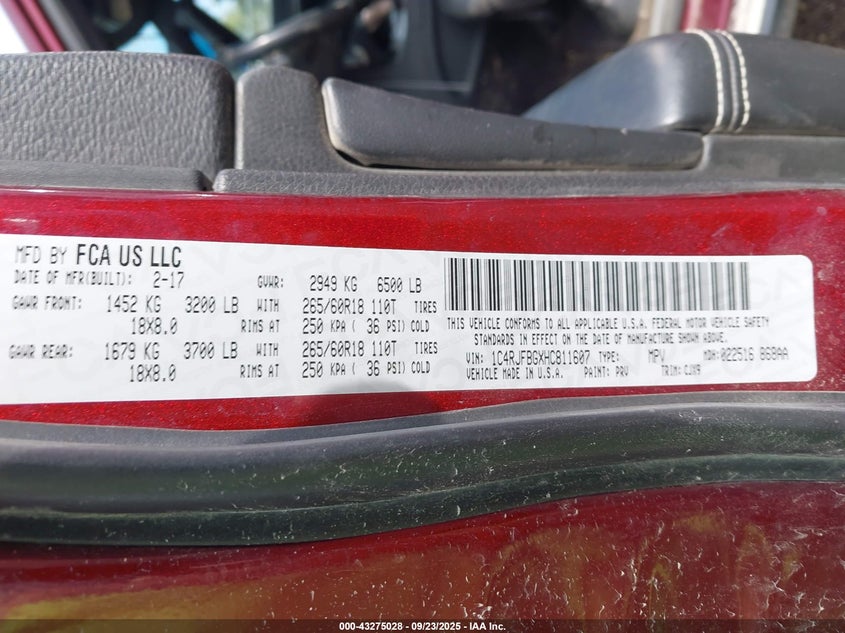 MFD BY FCA US LLC
DATE OF MFR(BUILT): 2-17 GVWR: 2949 KG 6500 LB
GAWR FRONT: 1452 KG 3200 LB WITH 265/60R18 110T TIRES
18X8.0 RIMS AT 250 KPA ( 36 PSI) COLD
GAWR REAR: 1679 KG 3700 LB WITH 265/60R18 110T TIRES
18X8.0 RIMS AT 250 KPA ( 36 PSI) COLD
THIS VEHICLE CONFORMS TO ALL APPLICABLE U.S.A. FEDERAL MOTOR VEHICLE SAFETY
STANDARDS IN EFFECT ON THE DATE OF MANUFACTURE SHOWN ABOVE.
VIN: 1C4RJFBGXHC811607 TYPE: MPV MDH: 022516 868AA
VEHICLE MADE IN U.S.A. PAINT: PRV TRIM: CJX9
000-43275028 - 09/23/2025 - IAA Inc.